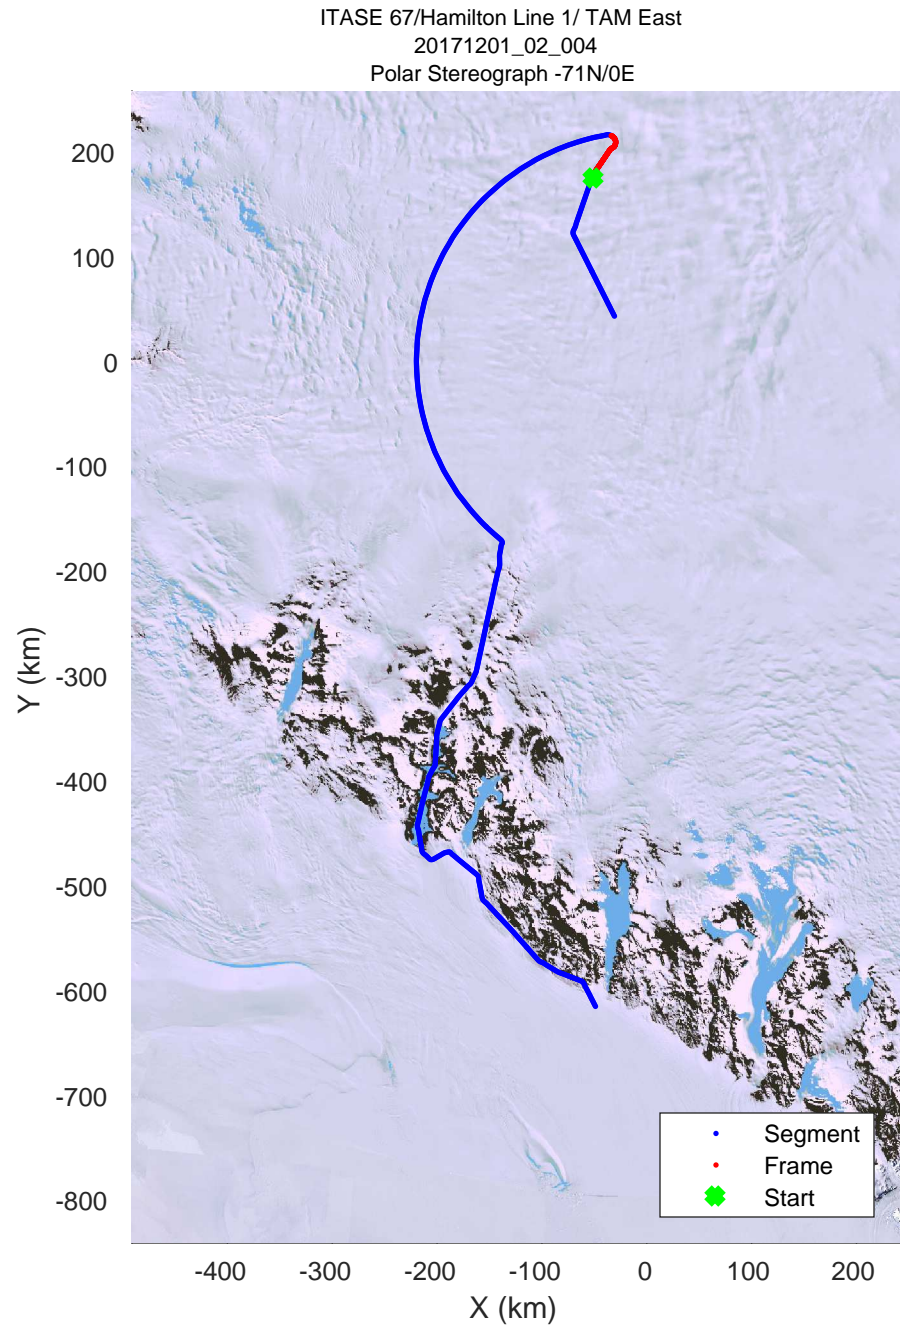 ITASE 67/Hamilton Line 1/ TAM East
20171201_02_004
Polar Stereograph -71N/0E
200
100
0
-100
-200
-300
-400
-500
-600
-700
-800
Y (km)
Segment
Frame
Start
-400 -300 -200 -100 0 100 200
X (km)